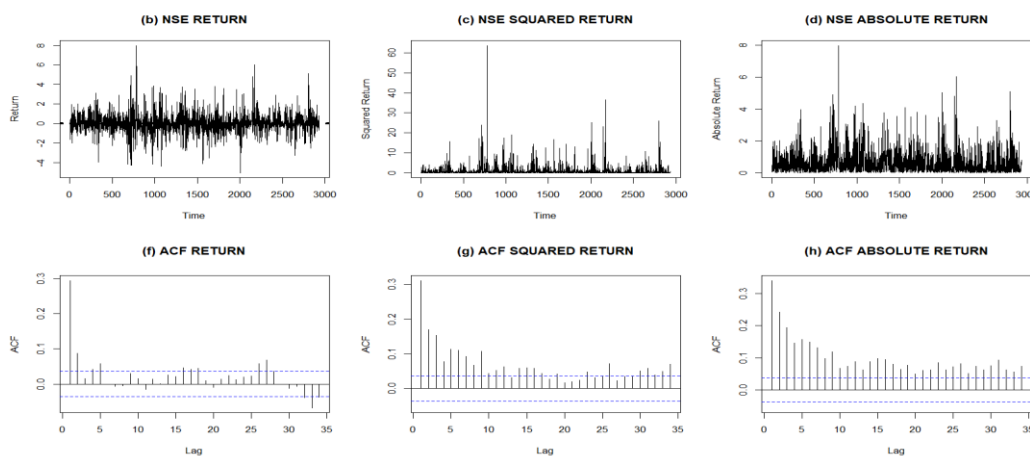 (b) NSE RETURN
Return
8
6
4
2
0
-2
-4
0 500 1000 1500 2000 2500 3000
Time
(c) NSE SQUARED RETURN
Squared Return
60
50
40
30
20
10
0
0 500 1000 1500 2000 2500 3000
Time
(d) NSE ABSOLUTE RETURN
Absolute Return
8
6
4
2
0
0 500 1000 1500 2000 2500 3000
Time
(f) ACF RETURN
ACF
0.3
0.2
0.1
0.0
0 5 10 15 20 25 30 35
Lag
(g) ACF SQUARED RETURN
ACF
0.3
0.2
0.1
0.0
0 5 10 15 20 25 30 35
Lag
(h) ACF ABSOLUTE RETURN
ACF
0.3
0.2
0.1
0.0
0 5 10 15 20 25 30 35
Lag